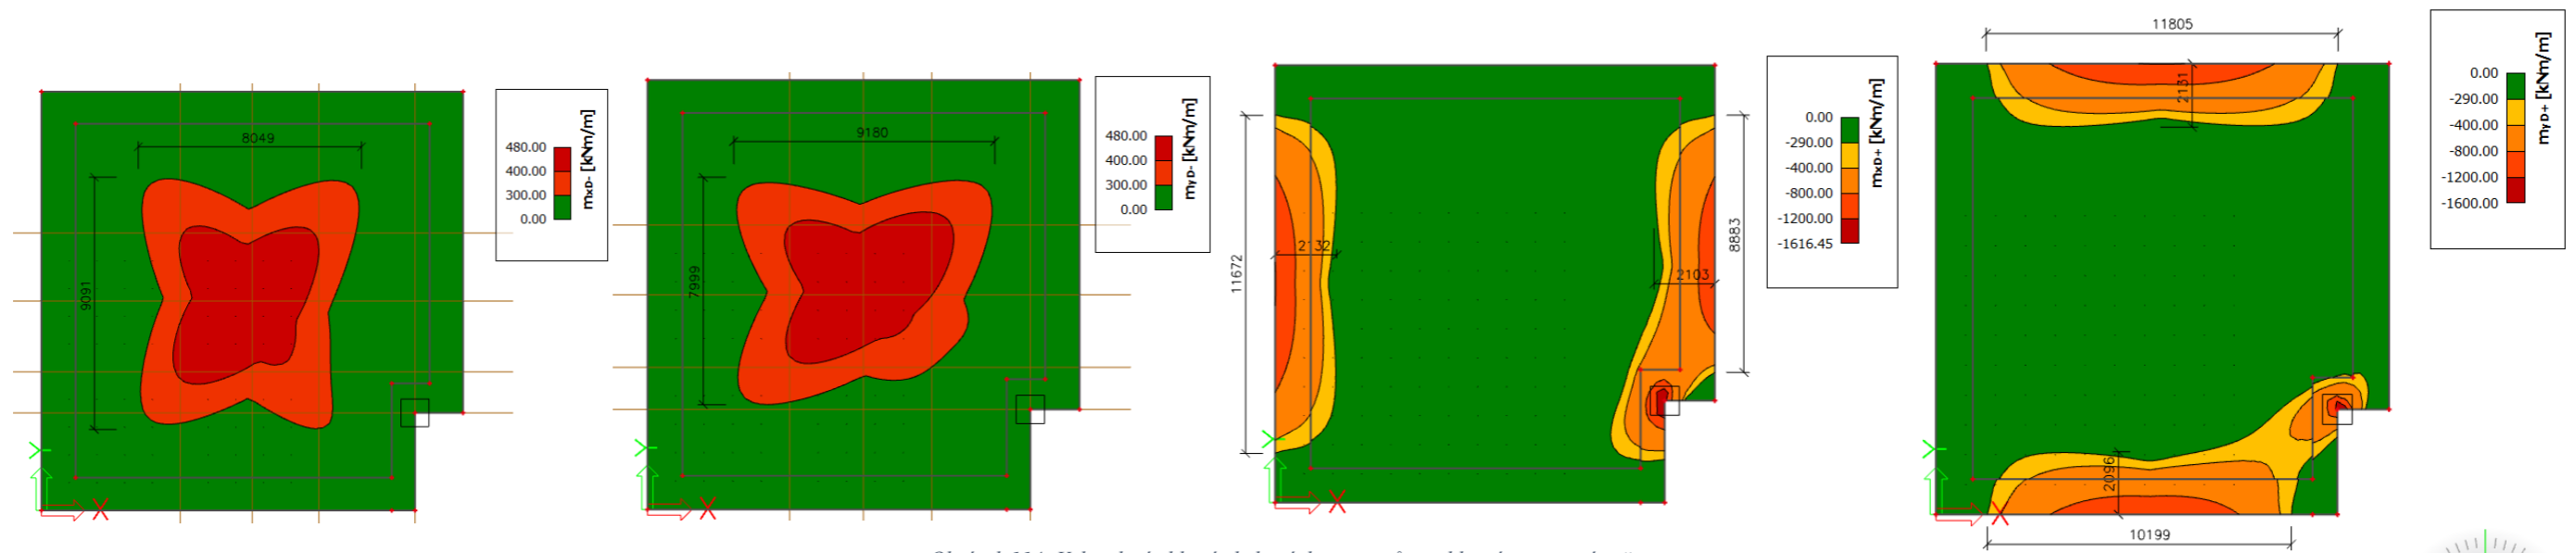 8049
9091
480.00
400.00
300.00
0.00
mxD- [kNm/m]
X
Y
9180
7999
480.00
400.00
300.00
0.00
myD- [kNm/m]
X
Y
11672
2132
2103
8883
0.00
-290.00
-400.00
-800.00
-1200.00
-1616.45
mxD+ [kNm/m]
X
Y
11805
2131
2096
10199
0.00
-290.00
-400.00
-800.00
-1200.00
-1600.00
myD+ [kNm/m]
X
Y